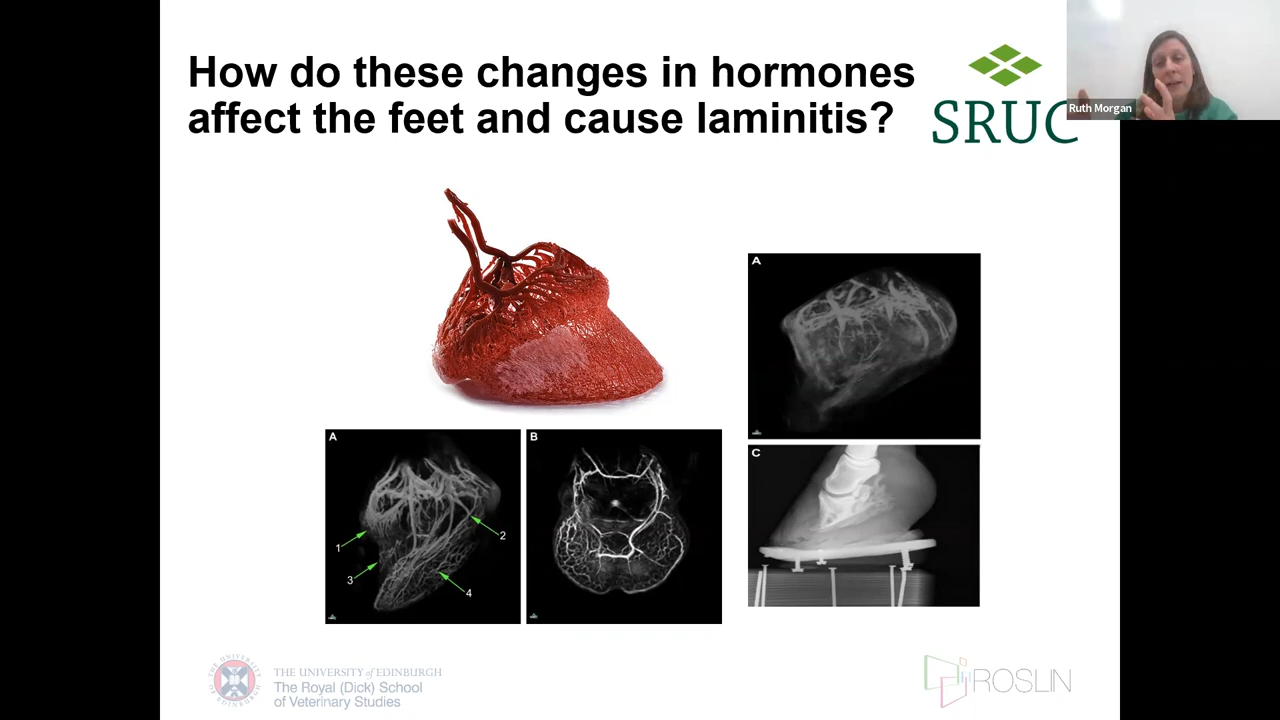 How do these changes in hormones
affect the feet and cause laminitis?
SRUC
Ruth Morgan
A
A
B
C
1
2
3
4
THE UNIVERSITY of EDINBURGH
The Royal (Dick) School
of Veterinary Studies
ROSLIN